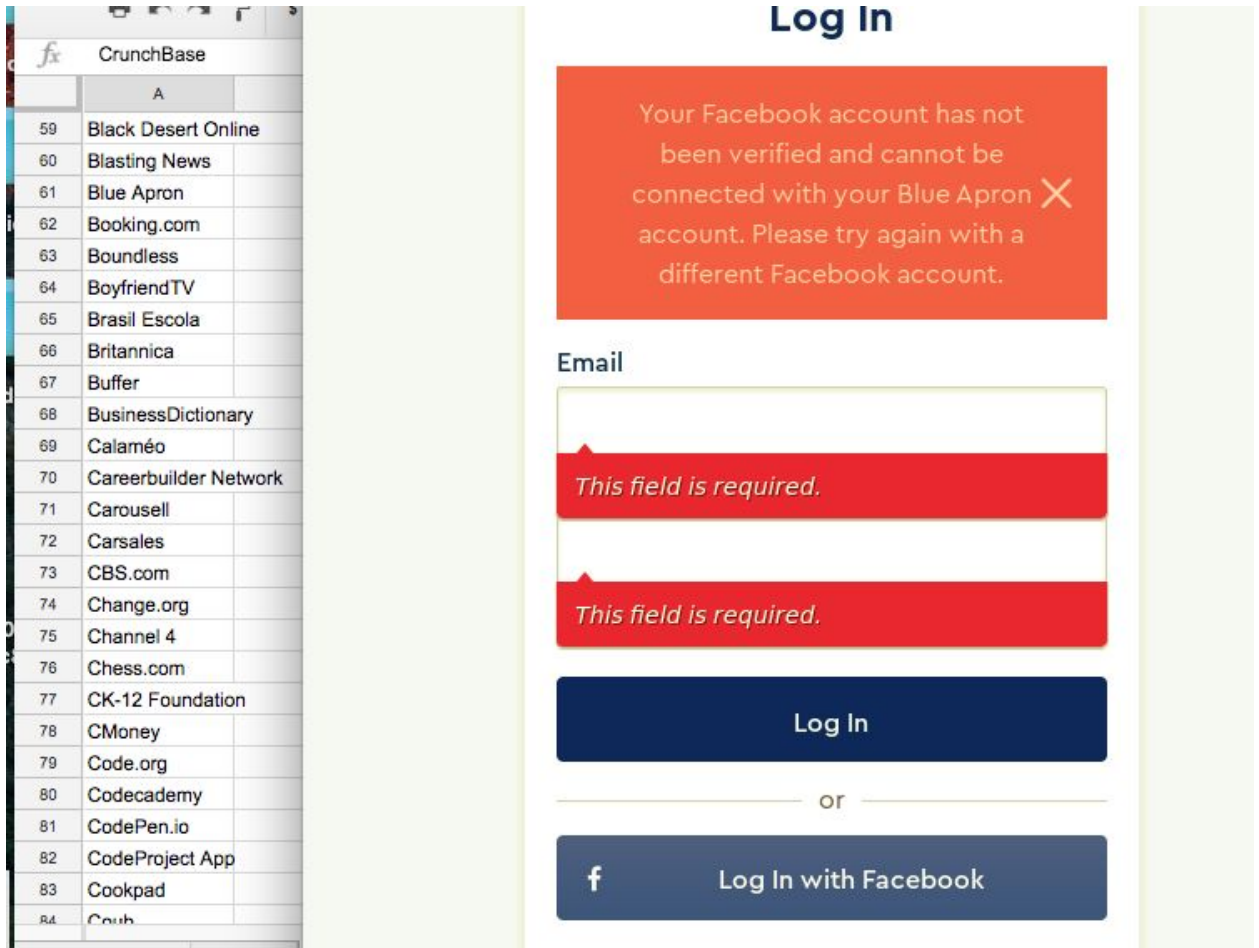 $
fx CrunchBase
A
59 Black Desert Online
60 Blasting News
61 Blue Apron
62 Booking.com
63 Boundless
64 BoyfriendTV
65 Brasil Escola
66 Britannica
67 Buffer
68 BusinessDictionary
69 Calaméo
70 Careerbuilder Network
71 Carousell
72 Carsales
73 CBS.com
74 Change.org
75 Channel 4
76 Chess.com
77 CK-12 Foundation
78 CMoney
79 Code.org
80 Codecademy
81 CodePen.io
82 CodeProject App
83 Cookpad
84 Coub
Log In
Your Facebook account has not
been verified and cannot be
connected with your Blue Apron
account. Please try again with a
different Facebook account.
Email
This field is required.
This field is required.
Log In
or
f Log In with Facebook